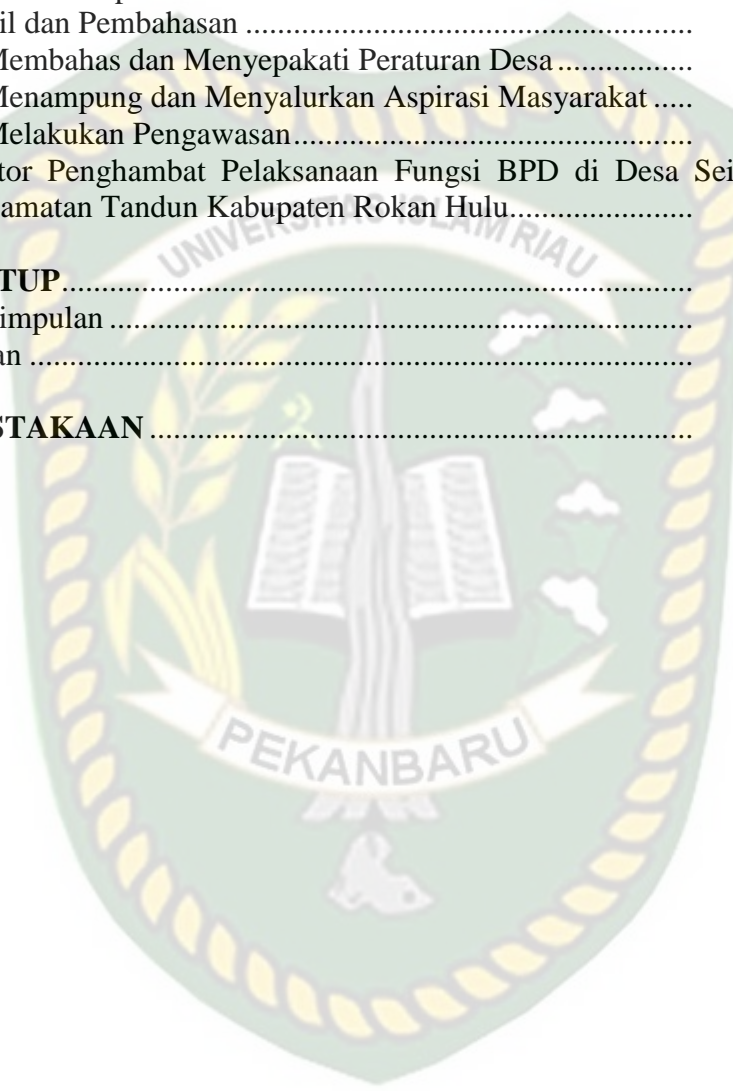 il dan Pembahasan ........................................................
Membahas dan Menyepakati Peraturan Desa ................
Menampung dan Menyalurkan Aspirasi Masyarakat .....
Melakukan Pengawasan...................................................
tor Penghambat Pelaksanaan Fungsi BPD di Desa Sei
camatan Tandun Kabupaten Rokan Hulu.......................
TUP...............................................................................
impulan .........................................................................
an ..................................................................................
STAKAAN ....................................................................
UNIVERSITAS ISLAM RIAU
PEKANBARU